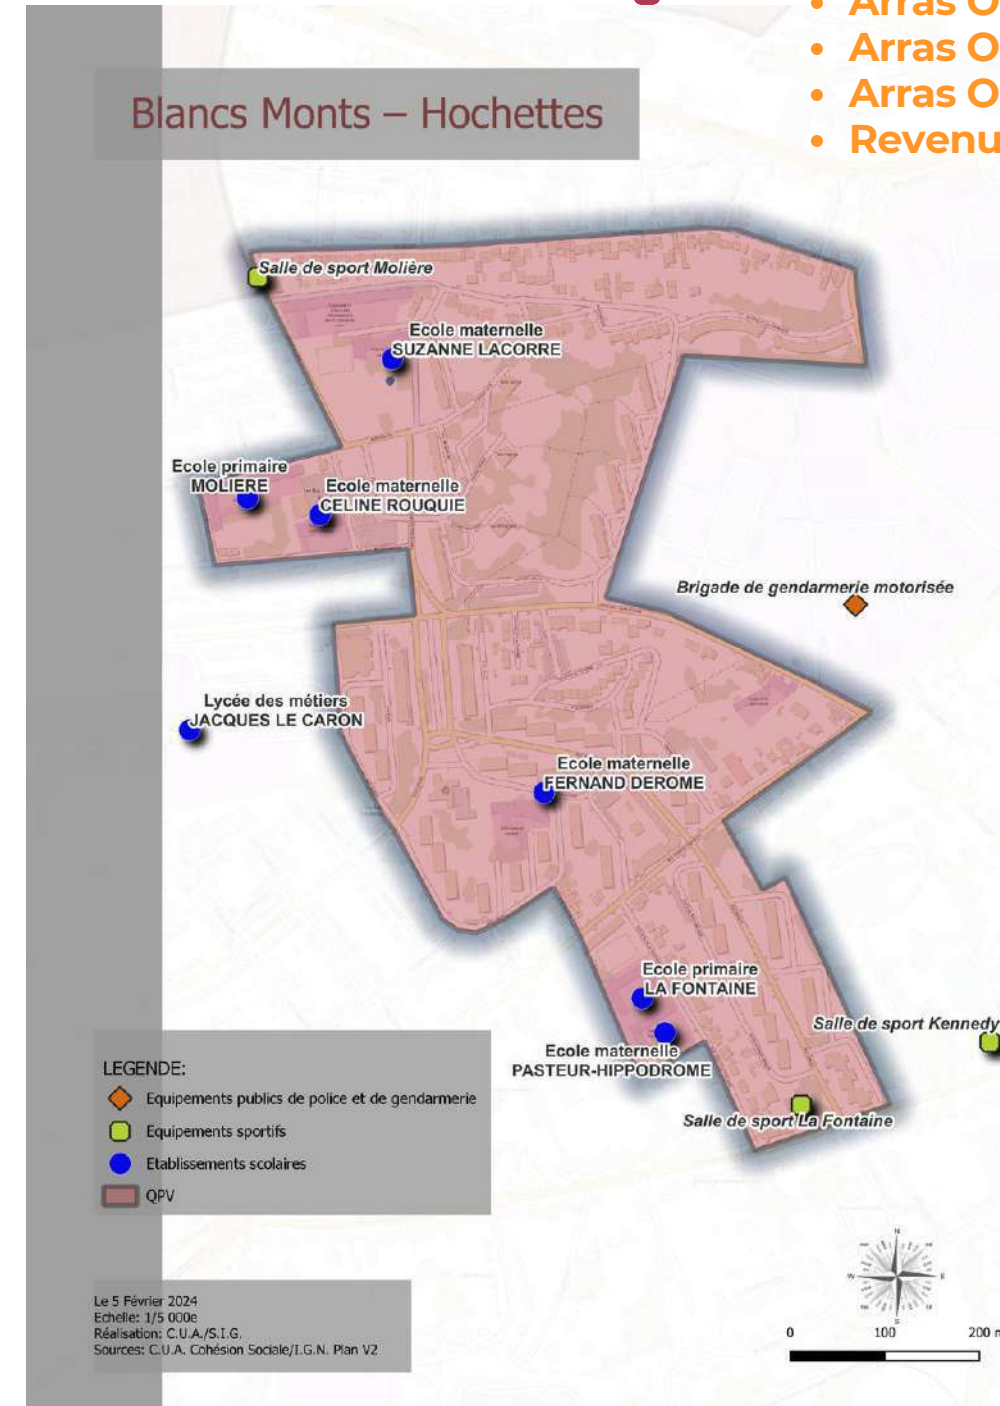 Arras O
Arras O
Arras O
Revenu
Blancs Monts – Hochettes
Salle de sport Molière
Ecole maternelle
SUZANNE LACORRE
Ecole primaire
MOLIERE
Ecole maternelle
CELINE ROUQUIE
Brigade de gendarmerie motorisée
Lycée des métiers
JACQUES LE CARON
Ecole maternelle
FERNAND DEROME
Ecole primaire
LA FONTAINE
Salle de sport Kennedy
Ecole maternelle
PASTEUR-HIPPODROME
Salle de sport La Fontaine
LEGENDE:
Equipements publics de police et de gendarmerie
Equipements sportifs
Etablissements scolaires
QPV
N
W
E
S
Le 5 Février 2024
Echelle: 1/5 000e
Réalisation: C.U.A./S.I.G.
Sources: C.U.A. Cohésion Sociale/I.G.N. Plan V2
0 100 200 m